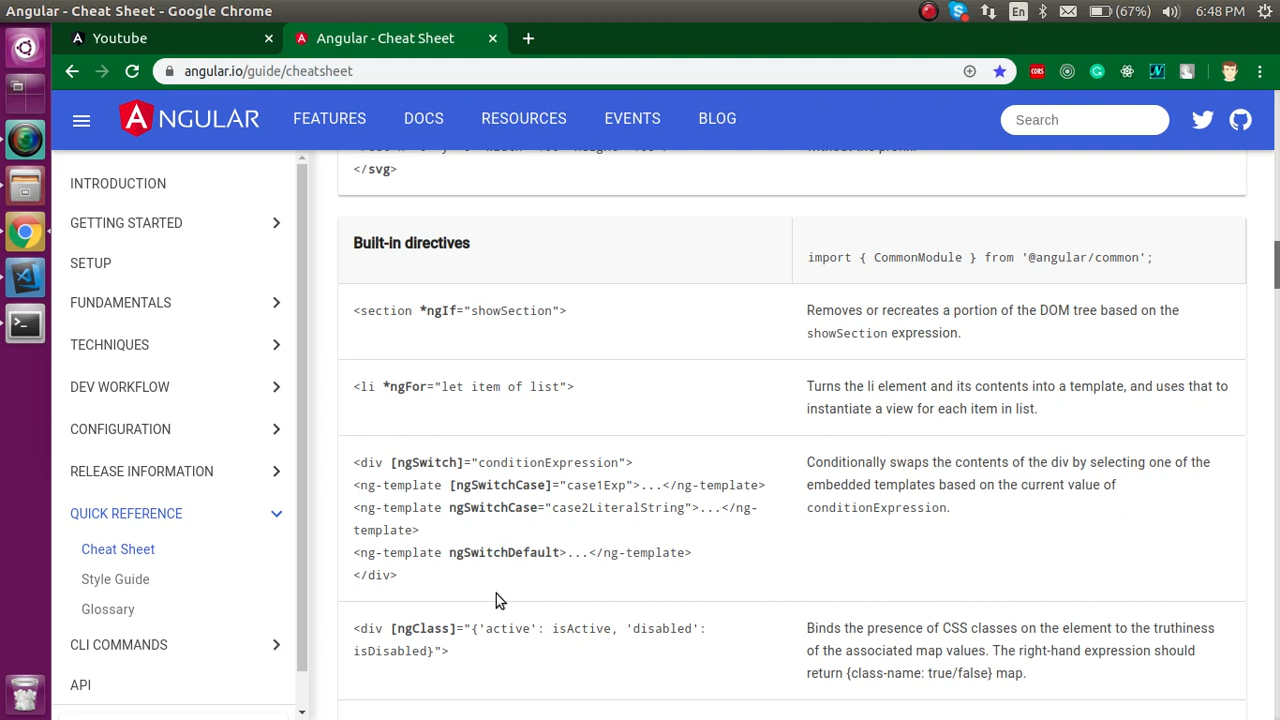 Angular - Cheat Sheet - Google Chrome
En
(67%)
6:48 PM
Youtube
Angular - Cheat Sheet
angular.io/guide/cheatsheet
CORS
ANGULAR
FEATURES
DOCS
RESOURCES
EVENTS
BLOG
Search
INTRODUCTION
GETTING STARTED
SETUP
FUNDAMENTALS
TECHNIQUES
DEV WORKFLOW
CONFIGURATION
RELEASE INFORMATION
QUICK REFERENCE
Cheat Sheet
Style Guide
Glossary
CLI COMMANDS
API
</svg>
Built-in directives
import { CommonModule } from '@angular/common';
<section *ngIf="showSection">
Removes or recreates a portion of the DOM tree based on the
showSection expression.
<li *ngFor="let item of list">
Turns the li element and its contents into a template, and uses that to
instantiate a view for each item in list.
<div [ngSwitch]="conditionExpression">
<ng-template [ngSwitchCase]="case1Exp">...</ng-template>
<ng-template ngSwitchCase="case2LiteralString">...</ng-
template>
<ng-template ngSwitchDefault>...</ng-template>
</div>
Conditionally swaps the contents of the div by selecting one of the
embedded templates based on the current value of
conditionExpression.
<div [ngClass]="{'active': isActive, 'disabled':
isDisabled}">
Binds the presence of CSS classes on the element to the truthiness
of the associated map values. The right-hand expression should
return {class-name: true/false} map.